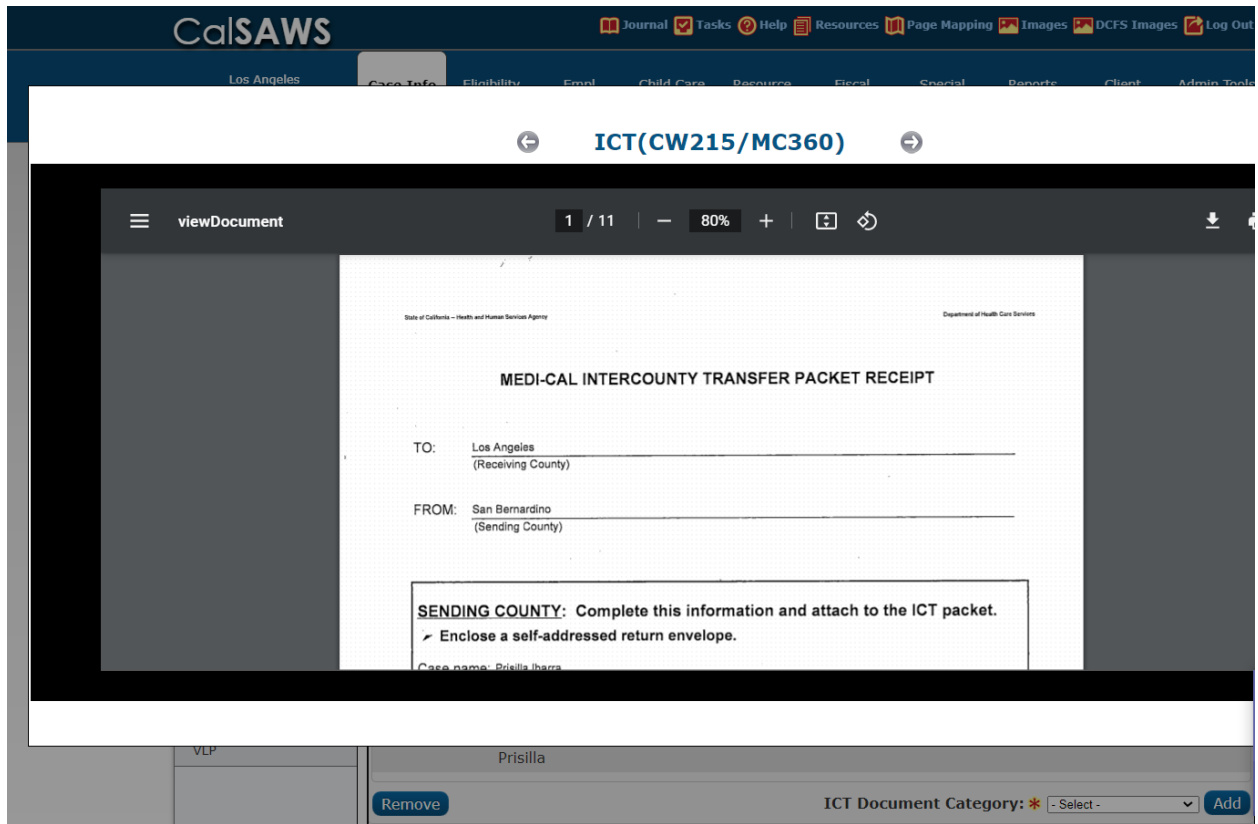 CalSAWS
Journal Tasks Help Resources Page Mapping Images DCFS Images Log Out
Los Angeles
Case Info Eligibility Empl Child Care Resource Fiscal Special Reports Client Admin Tools
ICT(CW215/MC360)
viewDocument 1 / 11 80%
State of California – Health and Human Services Agency Department of Health Care Services
MEDI-CAL INTERCOUNTY TRANSFER PACKET RECEIPT
TO: Los Angeles
(Receiving County)
FROM: San Bernardino
(Sending County)
SENDING COUNTY: Complete this information and attach to the ICT packet.
➢ Enclose a self-addressed return envelope.
Case name: Prisilla Ibarra
VLP
Prisilla
Remove ICT Document Category: * - Select - Add